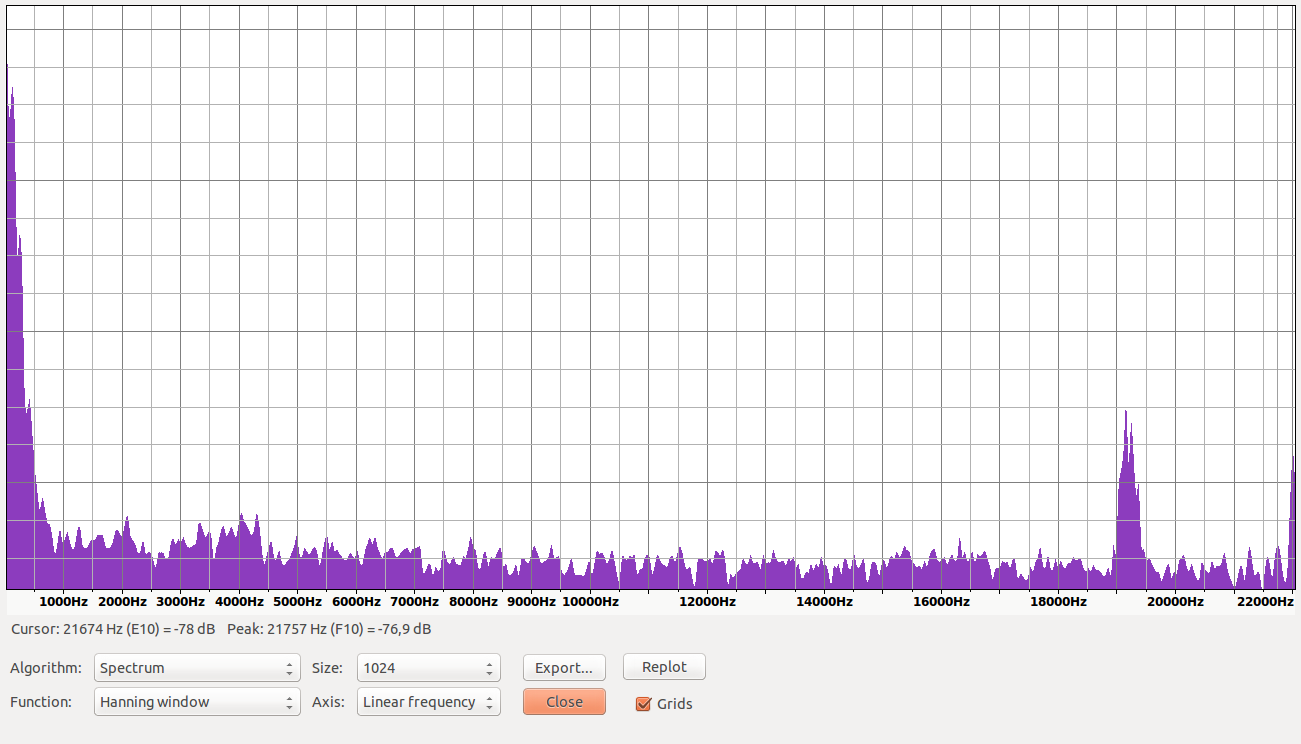 1000Hz 2000Hz 3000Hz 4000Hz 5000Hz 6000Hz 7000Hz 8000Hz 9000Hz 10000Hz 12000Hz 14000Hz 16000Hz 18000Hz 20000Hz 22000Hz
Cursor: 21674 Hz (E10) = -78 dB Peak: 21757 Hz (F10) = -76,9 dB
Algorithm: Spectrum Size: 1024 Export... Replot
Function: Hanning window Axis: Linear frequency Close Grids